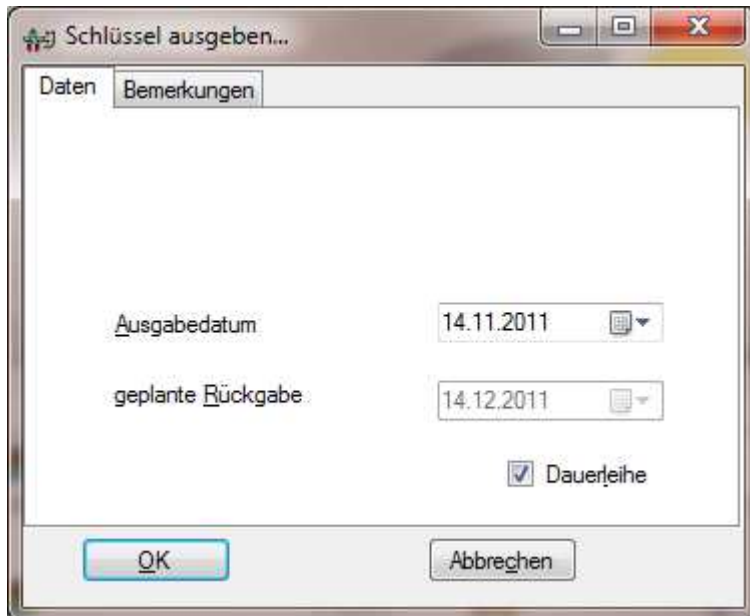 Schlüssel ausgeben...
Daten Bemerkungen
Ausgabedatum 14.11.2011
geplante Rückgabe 14.12.2011
Dauerleihe
OK Abbrechen